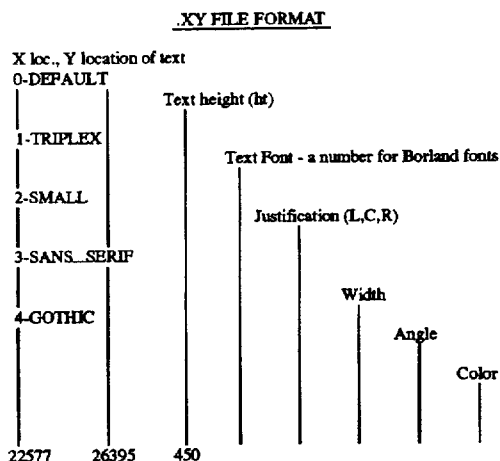 .XY FILE FORMAT
X loc., Y location of text
0-DEFAULT
Text height (ht)
1-TRIPLEX
Text Font - a number for Borland fonts
2-SMALL
Justification (L,C,R)
3-SANS_SERIF
Width
4-GOTHIC
Angle
Color
22577 26395 450